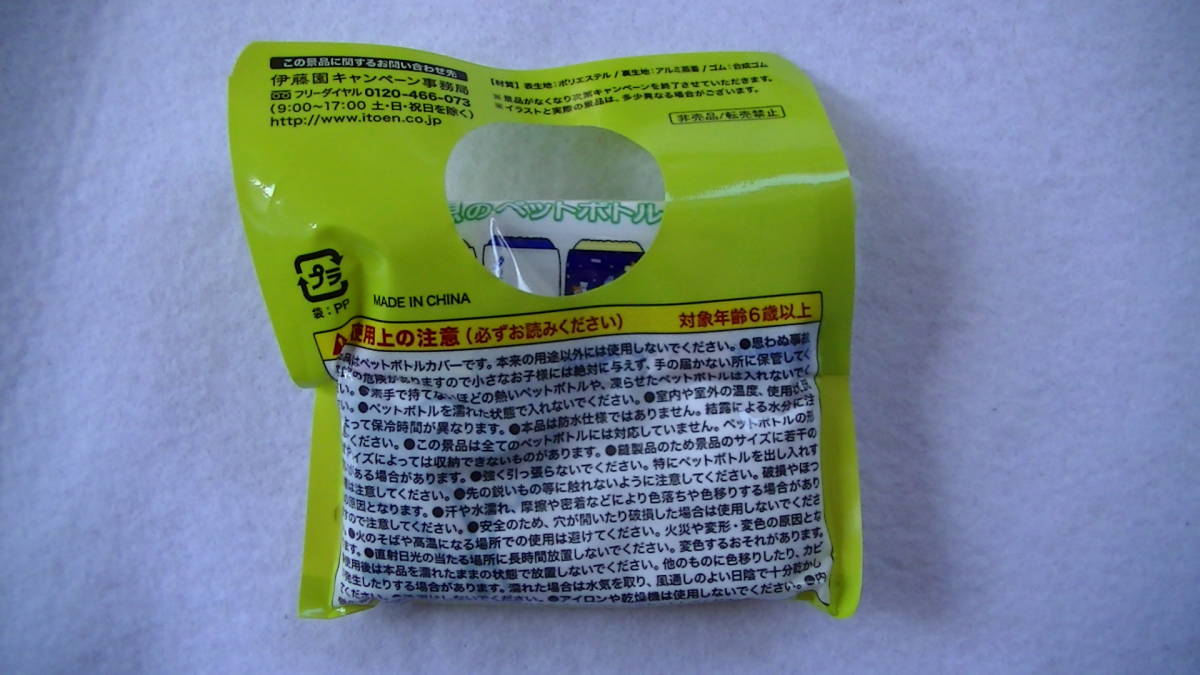 この景品に関するお問い合わせ先
伊藤園キャンペーン事務局
フリーダイヤル 0120-466-073
(9:00~17:00 土・日・祝日を除く)
http://www.itoen.co.jp
【材質】表生地:ポリエステル / 裏生地:アルミ蒸着 / ゴム:合成ゴム
※景品がなくなり次第キャンペーンを終了させていただきます。
※イラストと実際の景品は、多少異なる場合がございます。
非売品/転売禁止
のペットボトル
プラ
袋:PP
MADE IN CHINA
使用上の注意(必ずお読みください) 対象年齢6歳以上
品はペットボトルカバーです。本来の用途以外には使用しないでください。●思わぬ事故
の危険がありますので小さなお子様には絶対に与えず、手の届かない所に保管してく
い。●素手で持てないほどの熱いペットボトルや、凍らせたペットボトルは入れないでく
い。●ペットボトルを濡れた状態で入れないでください。●室内や室外の温度、使用状況
よって保冷時間が異なります。●本品は防水仕様ではありません。結露による水分に注
ください。●この景品は全てのペットボトルには対応していません。ペットボトルの形
サイズによっては収納できないものがあります。●縫製品のため景品のサイズに若干の
がある場合があります。●強く引っ張らないでください。特にペットボトルを出し入れす
は注意してください。●先の鋭いもの等に触れないように注意してください。破損やほつ
の原因となります。●汗や水濡れ、摩擦や密着などにより色落ちや色移りする場合があり
すので注意してください。●安全のため、穴が開いたり破損した場合は使用しないでくださ
●火のそばや高温になる場所での使用は避けてください。火災や変形・変色の原因とな
ます。●直射日光の当たる場所に長時間放置しないでください。変色するおそれがあります。
使用後は本品を濡れたままの状態で放置しないでください。他のものに色移りしたり、カビ
発生したりする場合があります。濡れた場合は水気を取り、風通しのよい日陰で十分乾かし
ください。 しないでください。●アイロンや乾燥機は使用しないでください。●内